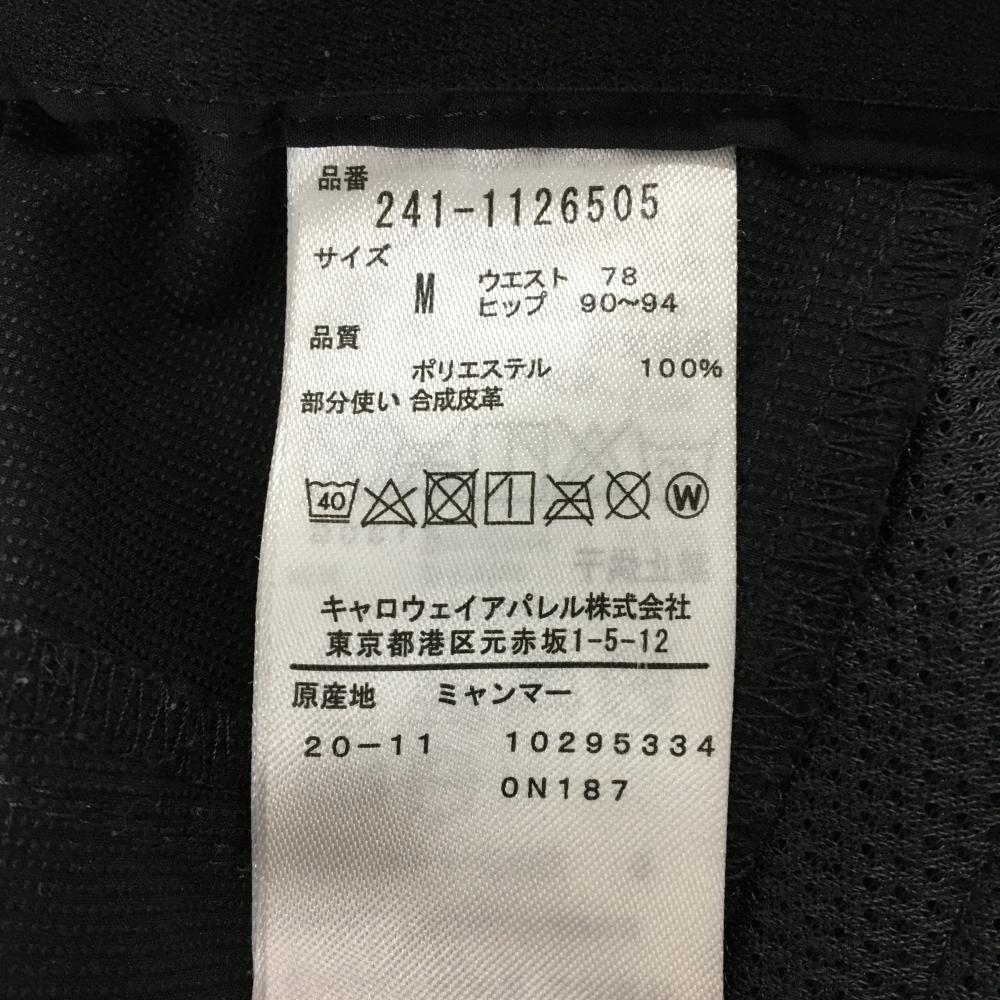 品番
241-1126505
サイズ
M ウエスト 78
ヒップ 90～94
品質
ポリエステル 100%
部分使い 合成皮革
40 W
キャロウェイアパレル株式会社
東京都港区元赤坂1-5-12
原産地 ミャンマー
20-11 10295334
0N187